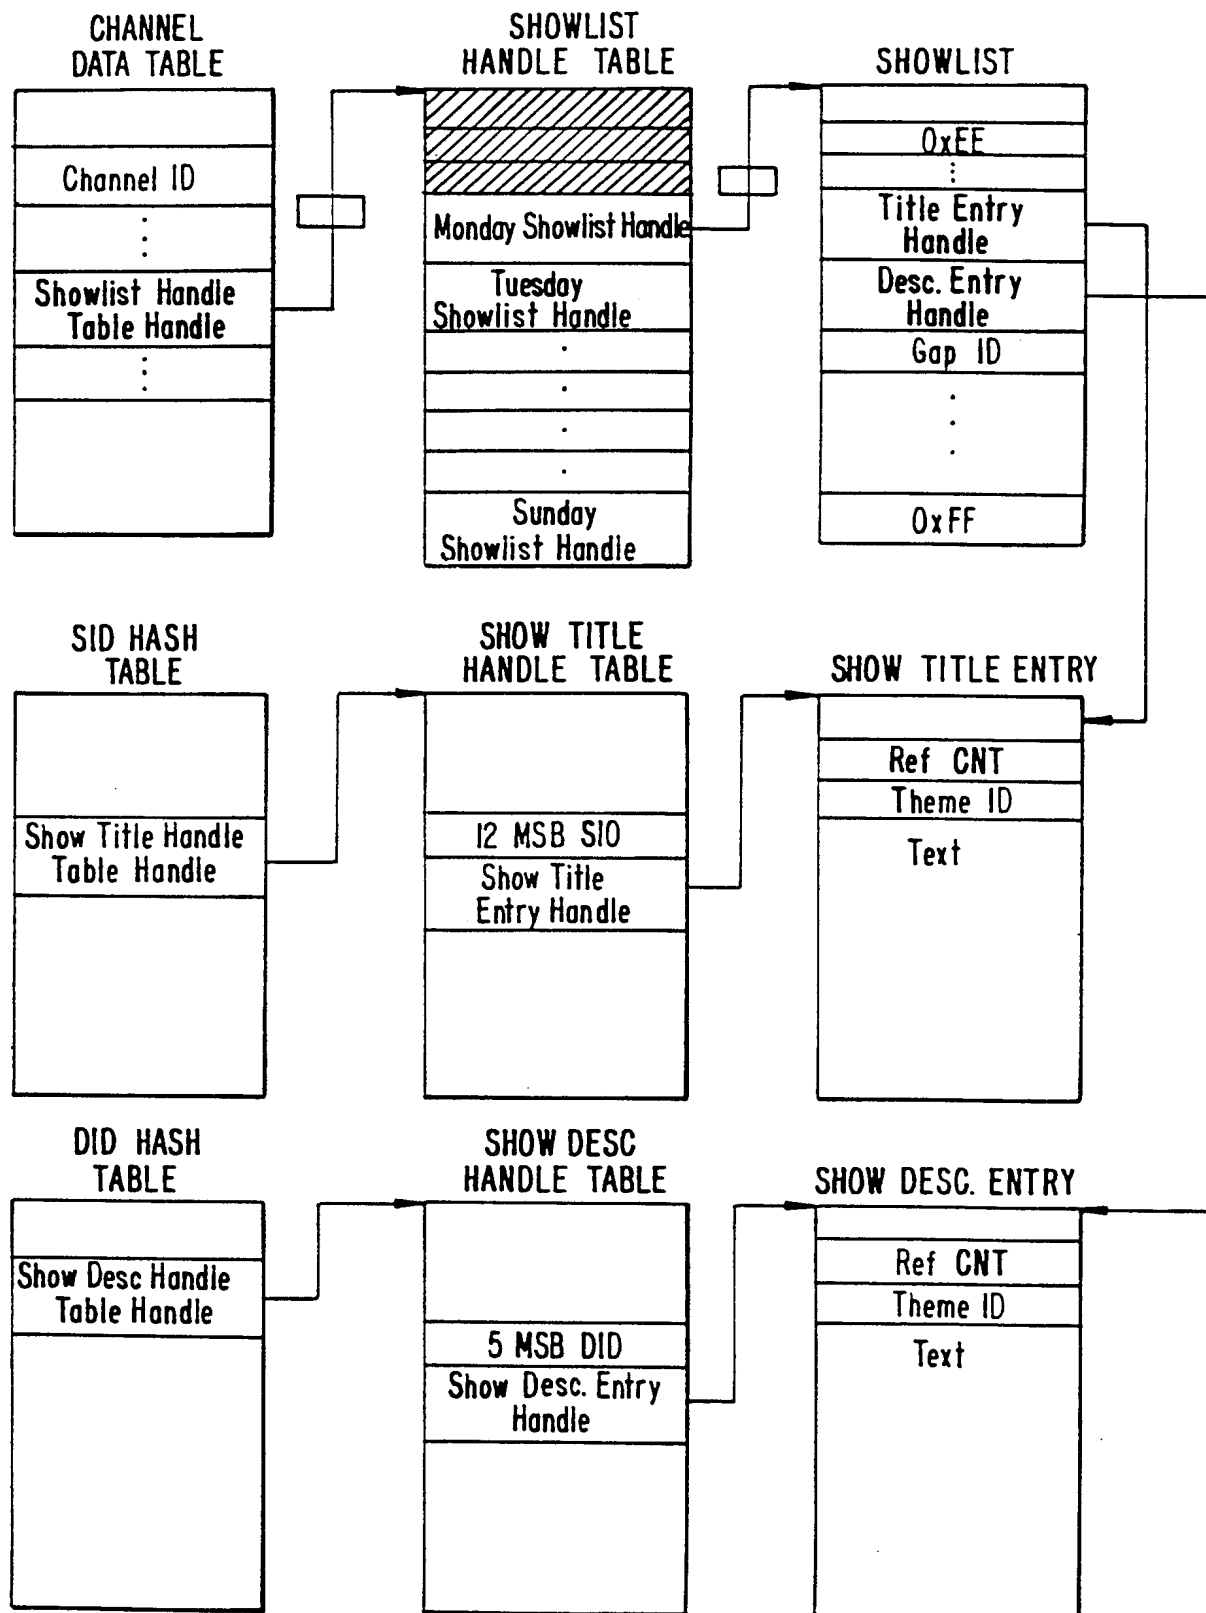 CHANNEL
DATA TABLE
Channel ID
Showlist Handle
Table Handle
SHOWLIST
HANDLE TABLE
Monday Showlist Handle
Tuesday
Showlist Handle
Sunday
Showlist Handle
SHOWLIST
0xEE
Title Entry
Handle
Desc. Entry
Handle
Gap ID
0xFF
SID HASH
TABLE
Show Title Handle
Table Handle
SHOW TITLE
HANDLE TABLE
12 MSB SIO
Show Title
Entry Handle
SHOW TITLE ENTRY
Ref CNT
Theme ID
Text
DID HASH
TABLE
Show Desc Handle
Table Handle
SHOW DESC
HANDLE TABLE
5 MSB DID
Show Desc. Entry
Handle
SHOW DESC. ENTRY
Ref CNT
Theme ID
Text